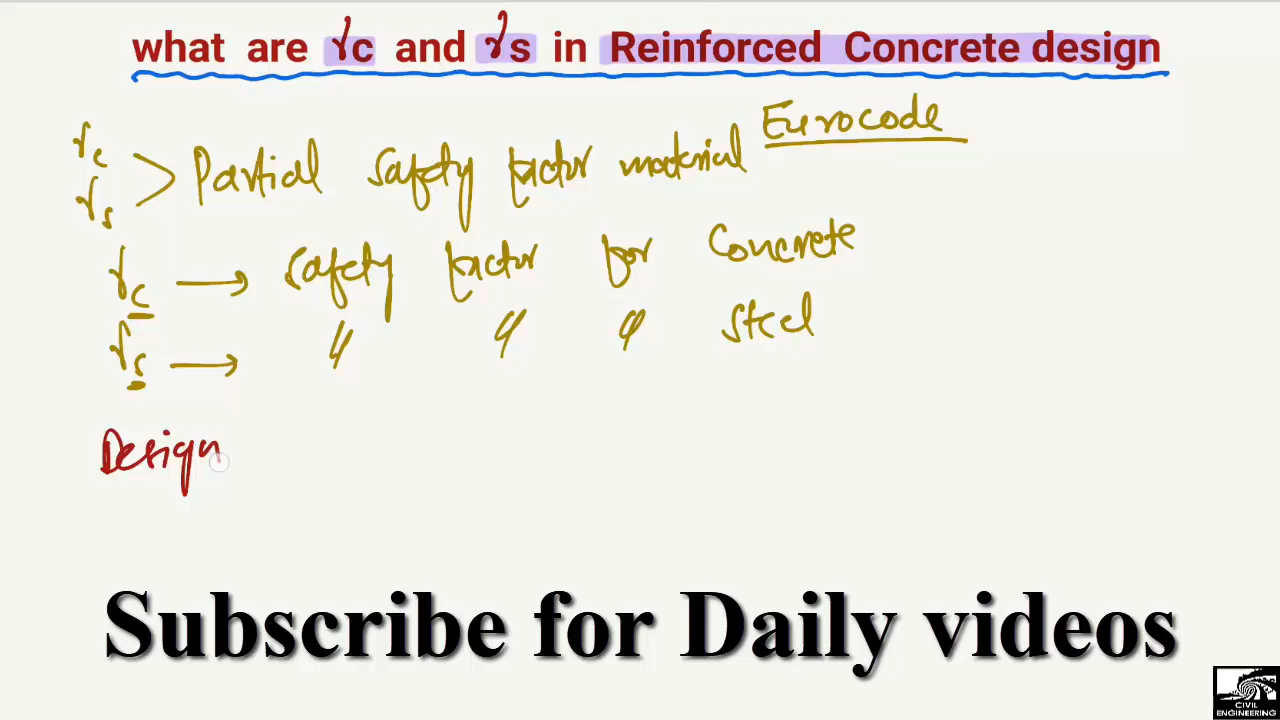 what are γc and γs in Reinforced Concrete design
Eurocode
γc
γs > Partial safety factor material
γc → safety factor for Concrete
γs → " " " Steel
Design
Subscribe for Daily videos
CIVIL
ENGINEERING